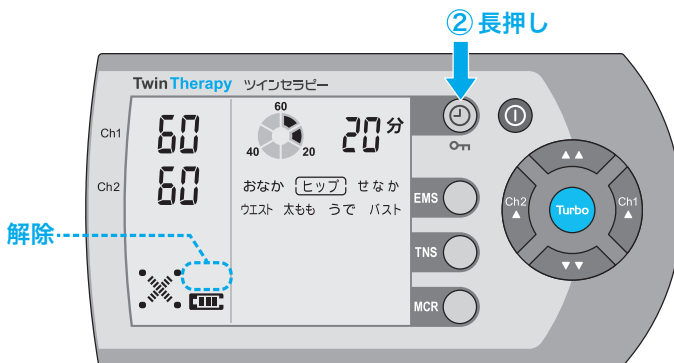 ② 長押し
Twin Therapy ツインセラピー
Ch1 60
60
40 20
20分
Ch2 60
おなか ヒップ せなか
ウエスト 太もも うで バスト
解除
EMS
TNS
MCR
Ch2
Turbo
Ch1